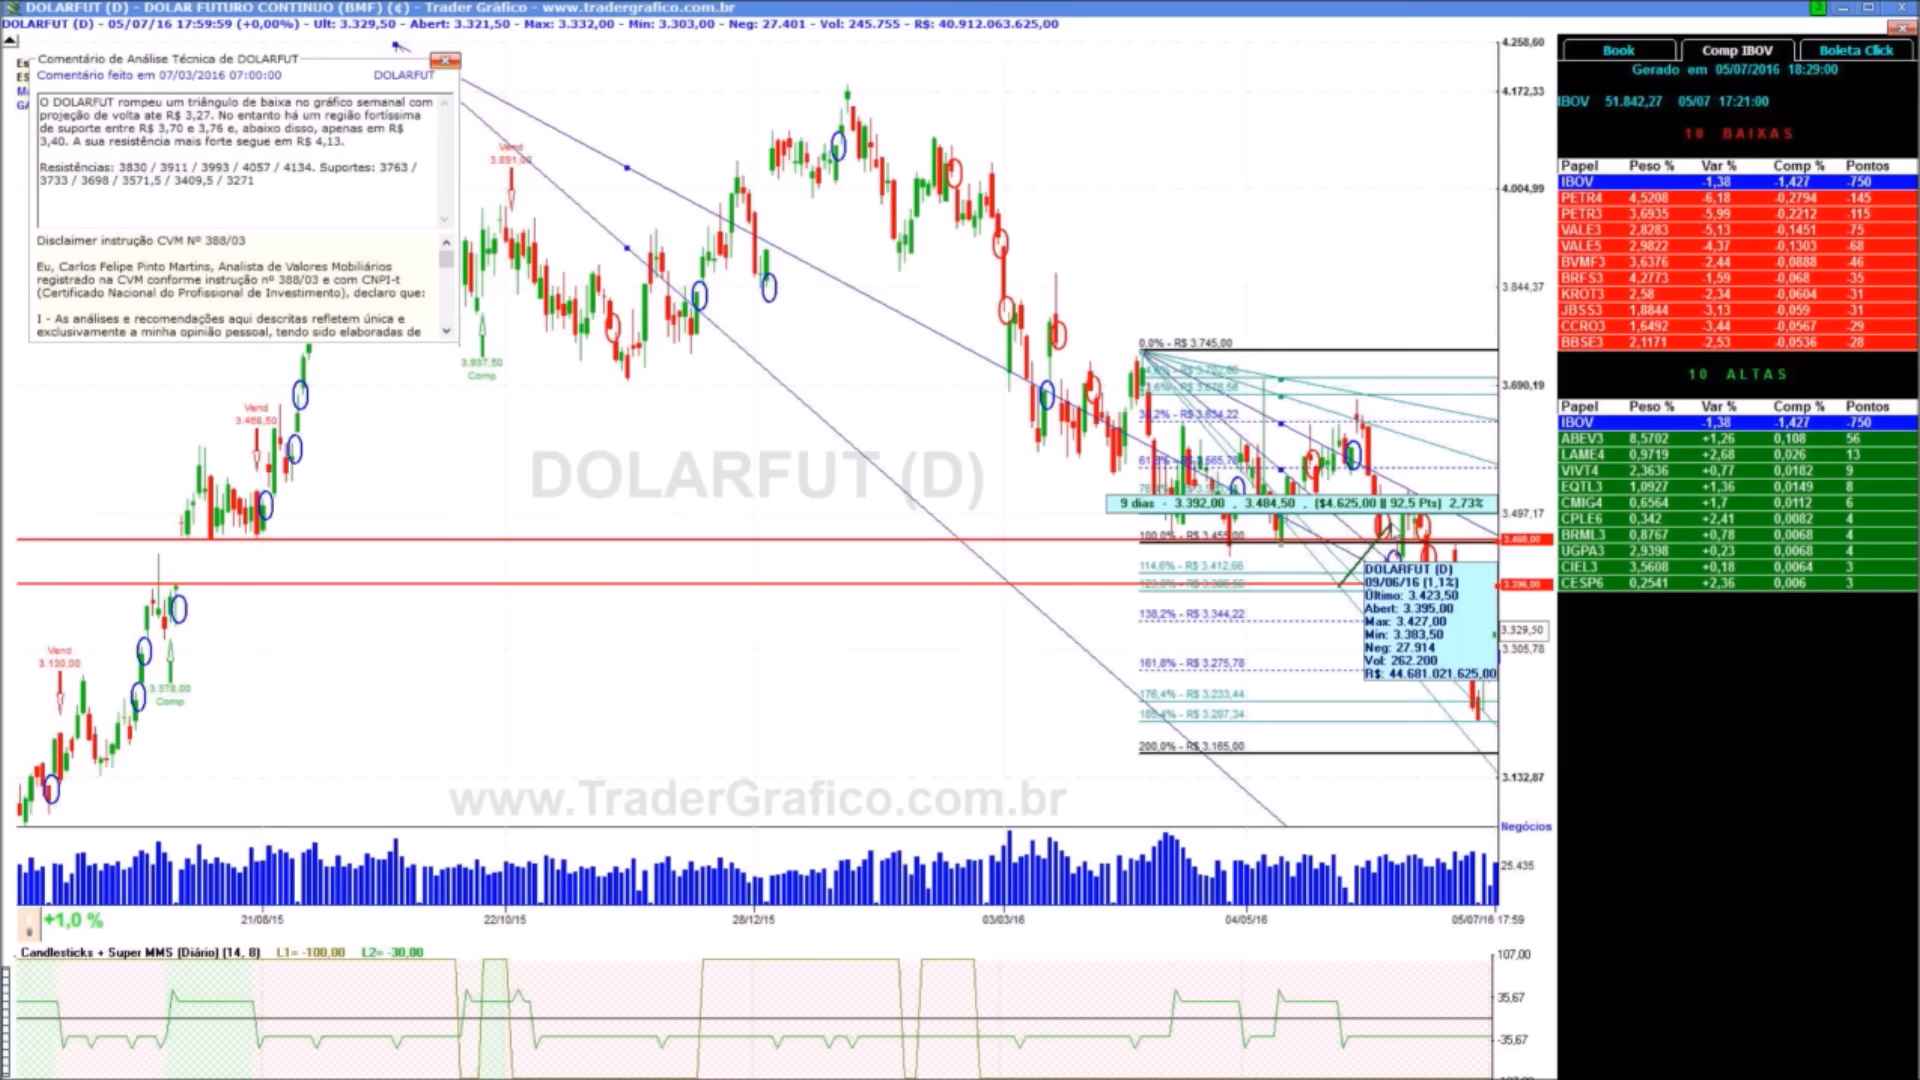 DOLARFUT (D) - DOLAR FUTURO CONTINUO (BMF) (¢) - Trader Gráfico - www.tradergrafico.com.br
DOLARFUT (D) - 05/07/16 17:59:59 (+0,00%) - Ult: 3.329,50 - Abert: 3.321,50 - Max: 3.332,00 - Min: 3.303,00 - Neg: 27.401 - Vol: 245.755 - R$: 40.912.063.625,00
Comentário de Análise Técnica de DOLARFUT
Comentário feito em 07/03/2016 07:00:00 DOLARFUT
O DOLARFUT rompeu um triângulo de baixa no gráfico semanal com
projeção de volta ate R$ 3,27. No entanto há um região fortíssima
de suporte entre R$ 3,70 e 3,76 e, abaixo disso, apenas em R$
3,40. A sua resistência mais forte segue em R$ 4,13.
Resistências: 3830 / 3911 / 3993 / 4057 / 4134. Suportes: 3763 /
3733 / 3698 / 3571,5 / 3409,5 / 3271
Disclaimer instrução CVM Nº 388/03
Eu, Carlos Felipe Pinto Martins, Analista de Valores Mobiliários
registrado na CVM conforme instrução nº 388/03 e com CNPI-t
(Certificado Nacional do Profissional de Investimento), declaro que:
I - As análises e recomendações aqui descritas refletem única e
exclusivamente a minha opinião pessoal, tendo sido elaboradas de
Vend
3.891,00
3.937,50
Comp
Vend
3.468,50
Vend
3.130,00
3.378,00
Comp
DOLARFUT (D)
www.TraderGrafico.com.br
0,0% - R$ 3.745,00
38,2% - R$ 3.634,22
61,8% - R$ 3.565,78
9 dias - 3.392,00 , 3.484,50 , ($4.625,00 || 92,5 Pts) 2,73%
100,0% - R$ 3.455,00
114,6% - R$ 3.412,66
138,2% - R$ 3.344,22
161,8% - R$ 3.275,78
176,4% - R$ 3.233,44
185,4% - R$ 3.207,34
200,0% - R$ 3.165,00
DOLARFUT (D)
09/06/16 (1,1%)
Último: 3.423,50
Abert: 3.395,00
Max: 3.427,00
Min: 3.383,50
Neg: 27.914
Vol: 262.200
R$: 44.681.021.625,00
4.258,60
4.172,33
4.004,99
3.844,37
3.690,19
3.497,17
3.460,00
3.396,00
3.329,50
3.305,78
3.132,87
Negócios
25.435
+1,0 %
21/08/15 22/10/15 28/12/15 03/03/16 04/05/16 05/07/16 17:59
Candlesticks + Super MMS (Diário) (14, 8) L1= -100,00 L2= -30,00
107,00
35,67
-35,67
Book Comp IBOV Boleta Click
Gerado em 05/07/2016 18:29:00
IBOV 51.842,27 05/07 17:21:00
10 BAIXAS
Papel Peso % Var % Comp % Pontos
IBOV -1,38 -1,427 -750
PETR4 4,5208 -6,18 -0,2794 -145
PETR3 3,6935 -5,99 -0,2212 -115
VALE3 2,8283 -5,13 -0,1451 -75
VALE5 2,9822 -4,37 -0,1303 -68
BVMF3 3,6376 -2,44 -0,0888 -46
BRFS3 4,2773 -1,59 -0,068 -35
KROT3 2,58 -2,34 -0,0604 -31
JBSS3 1,8844 -3,13 -0,059 -31
CCRO3 1,6492 -3,44 -0,0567 -29
BBSE3 2,1171 -2,53 -0,0536 -28
10 ALTAS
Papel Peso % Var % Comp % Pontos
IBOV -1,38 -1,427 -750
ABEV3 8,5702 +1,26 0,108 56
LAME4 0,9719 +2,68 0,026 13
VIVT4 2,3636 +0,77 0,0182 9
EQTL3 1,0927 +1,36 0,0149 8
CMIG4 0,6564 +1,7 0,0112 6
CPLE6 0,342 +2,41 0,0082 4
BRML3 0,8767 +0,78 0,0068 4
UGPA3 2,9398 +0,23 0,0068 4
CIEL3 3,5608 +0,18 0,0064 3
CESP6 0,2541 +2,36 0,006 3